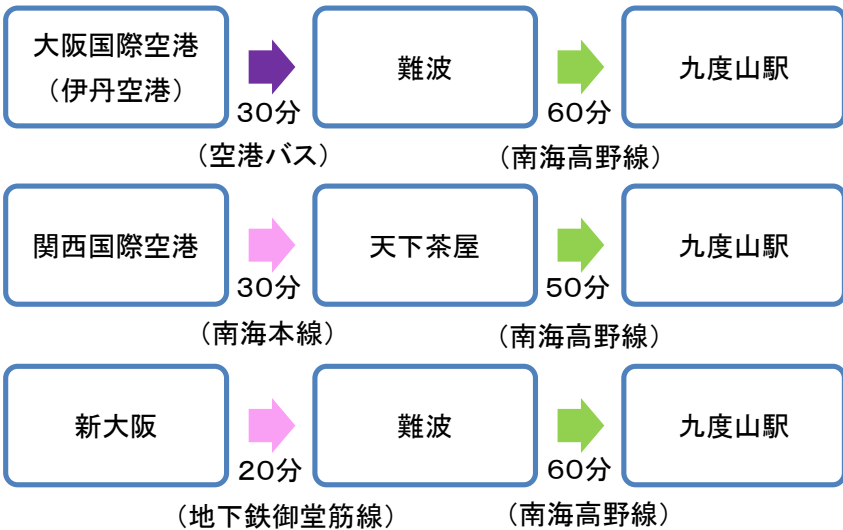 大阪国際空港
（伊丹空港）
30分
（空港バス）
難波
60分
（南海高野線）
九度山駅
関西国際空港
30分
（南海本線）
天下茶屋
50分
（南海高野線）
九度山駅
新大阪
20分
（地下鉄御堂筋線）
難波
60分
（南海高野線）
九度山駅